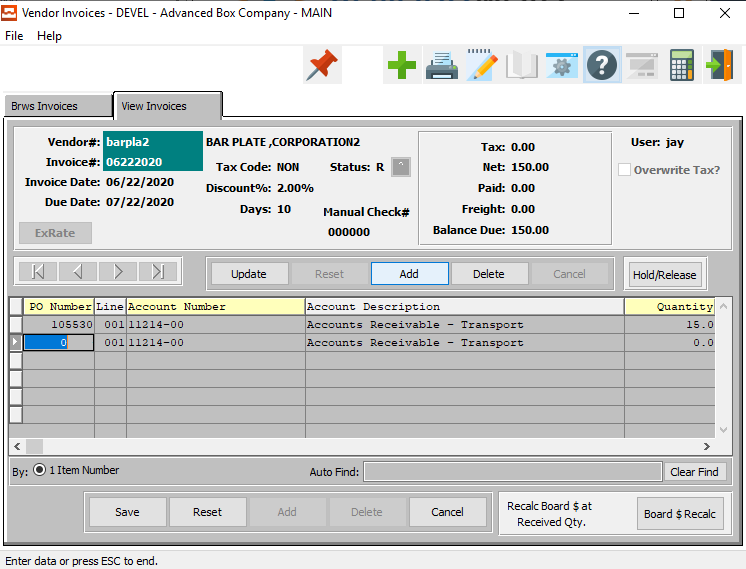 Vendor Invoices - DEVEL - Advanced Box Company - MAIN
File Help
Brws Invoices View Invoices
Vendor#: barpla2 BAR PLATE ,CORPORATION2
Invoice#: 06222020 Tax Code: NON Status: R ^
Invoice Date: 06/22/2020 Discount%: 2.00%
Due Date: 07/22/2020 Days: 10 Manual Check#
000000
ExRate
Tax: 0.00
Net: 150.00
Paid: 0.00
Freight: 0.00
Balance Due: 150.00
User: jay
Overwrite Tax?
Update Reset Add Delete Cancel Hold/Release
PO Number Line Account Number Account Description Quantity
105530 001 11214-00 Accounts Receivable - Transport 15.0
0 001 11214-00 Accounts Receivable - Transport 0.0
By: 1 Item Number Auto Find: Clear Find
Save Reset Add Delete Cancel
Recalc Board $ at
Received Qty.
Board $ Recalc
Enter data or press ESC to end.